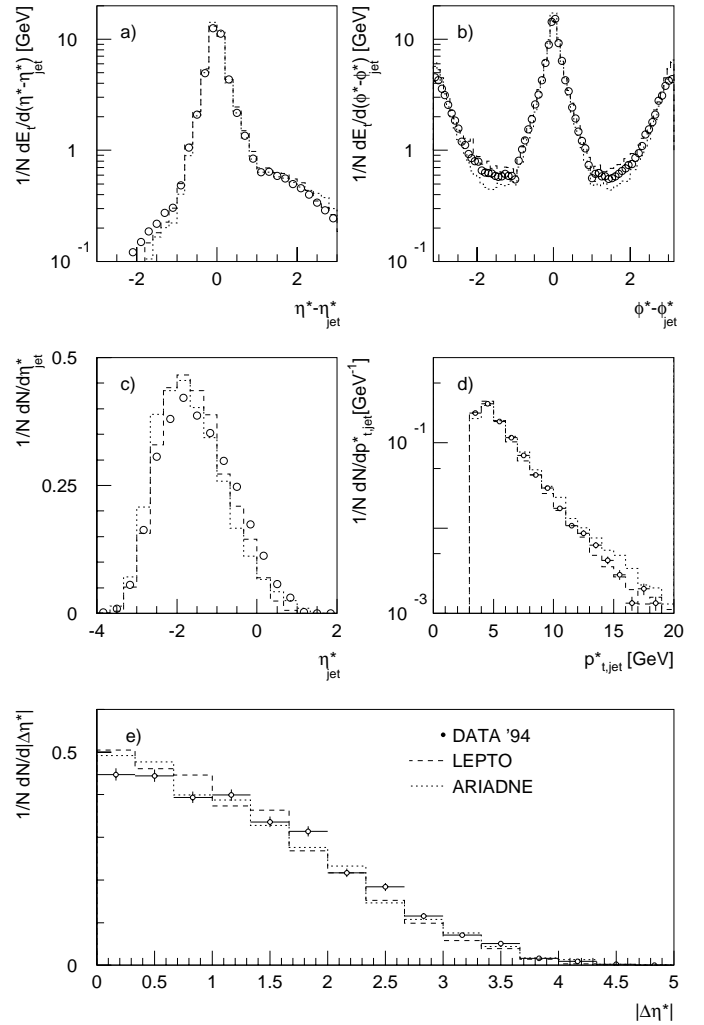 1/N dE_t/d(η*-η*_jet) [GeV]
10
1
10^-1
a)
-2 0 2
η*-η*_jet
1/N dE_t/d(ϕ*-ϕ*_jet) [GeV]
10
1
10^-1
b)
-2 0 2
ϕ*-ϕ*_jet
1/N dN/dη*_jet
0.5
0.25
0
c)
-4 -2 0 2
η*_jet
1/N dN/dp*_t,jet[GeV^-1]
10^-1
10^-3
d)
0 5 10 15 20
p*_t,jet [GeV]
1/N dN/d|Δη*|
0.5
0
e)
• DATA '94
LEPTO
ARIADNE
0 0.5 1 1.5 2 2.5 3 3.5 4 4.5 5
|Δη*|